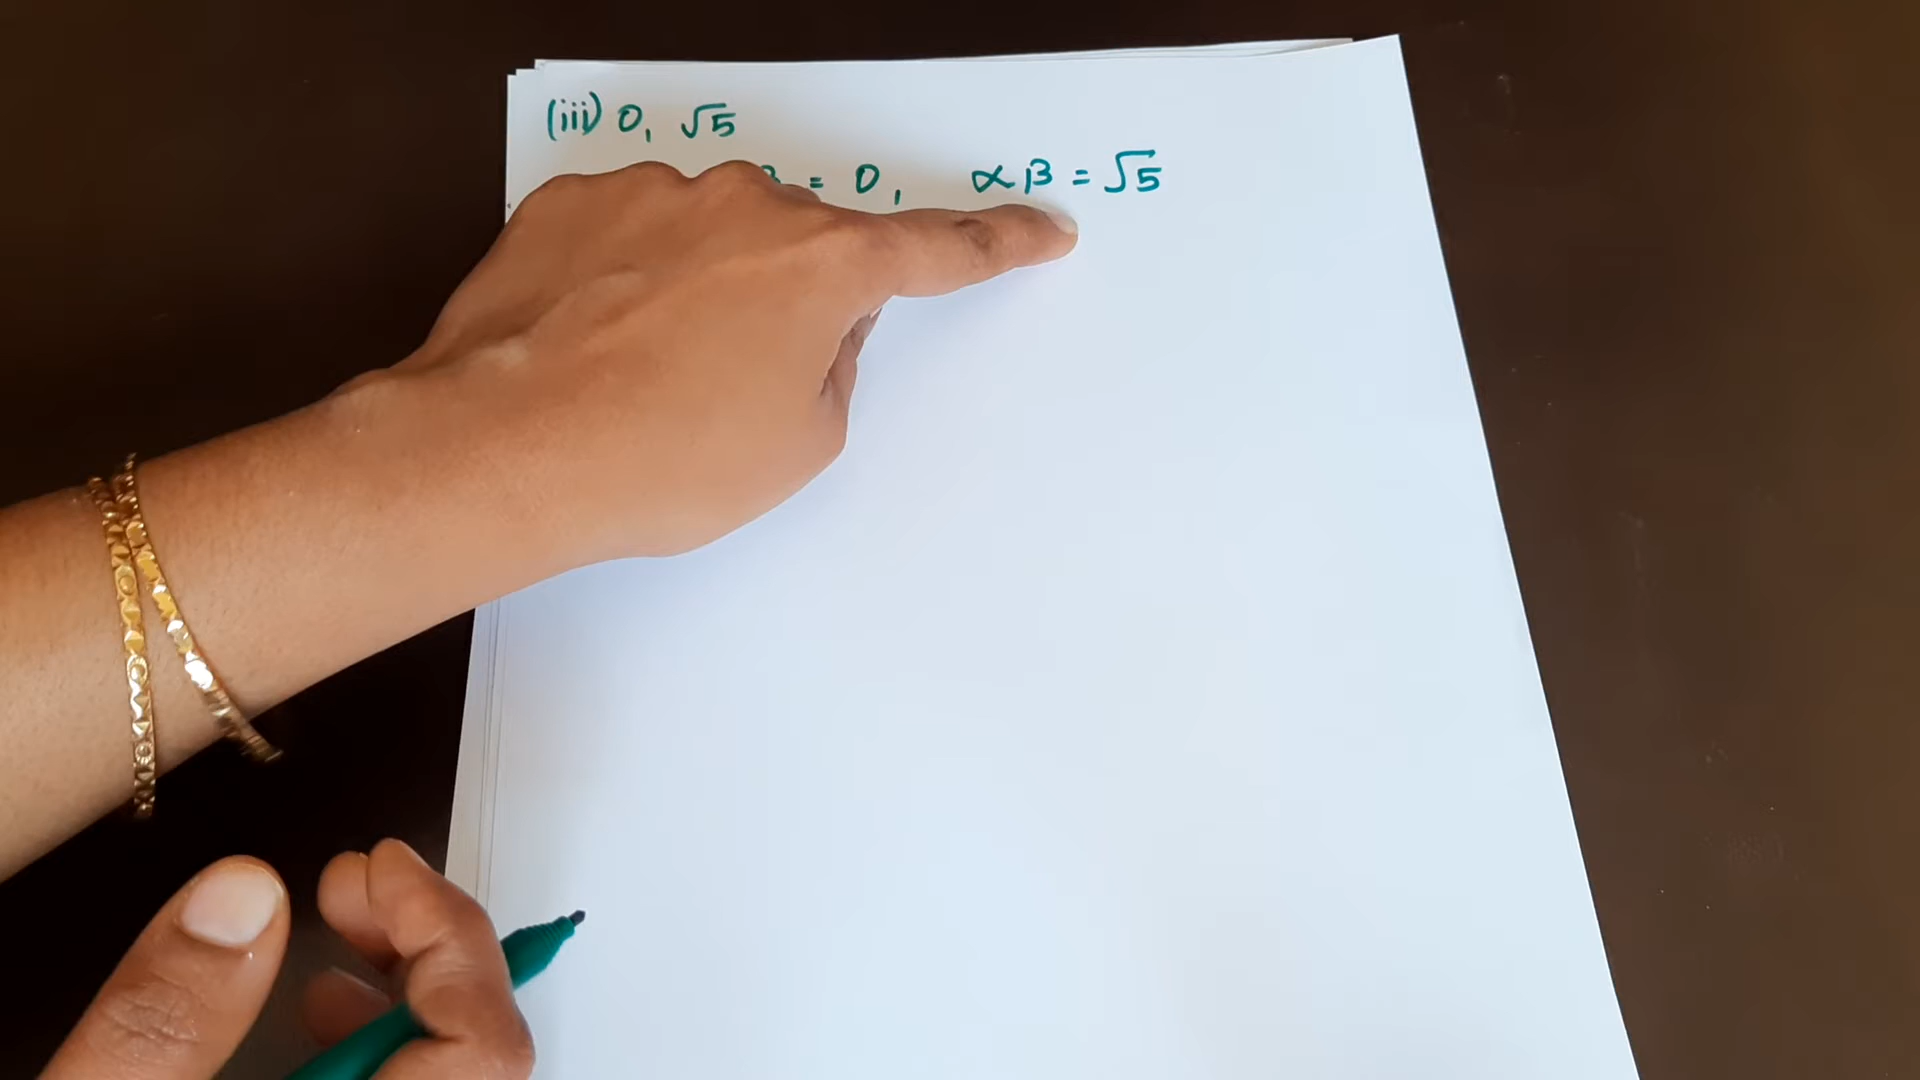 (iii) 0, √5
β = 0, αβ = √5